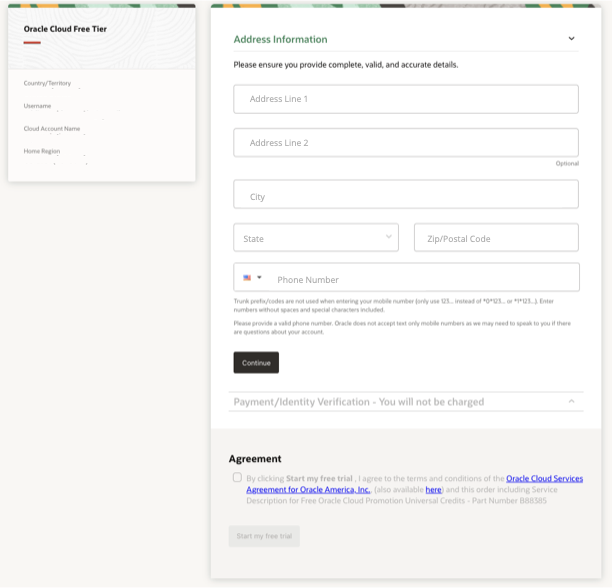 Oracle Cloud Free Tier
Country/Territory
Username
Cloud Account Name
Home Region
Address Information
Please ensure you provide complete, valid, and accurate details.
Address Line 1
Address Line 2
Optional
City
State
Zip/Postal Code
Phone Number
Trunk prefix/codes are not used when entering your mobile number (only use 123... instead of *0*123... or *1*123...). Enter
numbers without spaces and special characters included.
Please provide a valid phone number. Oracle does not accept text only mobile numbers as we may need to speak to you if there
are questions about your account.
Continue
Payment/Identity Verification - You will not be charged
Agreement
By clicking Start my free trial , I agree to the terms and conditions of the Oracle Cloud Services
Agreement for Oracle America, Inc., (also available here) and this order including Service
Description for Free Oracle Cloud Promotion Universal Credits - Part Number B88385
Start my free trial